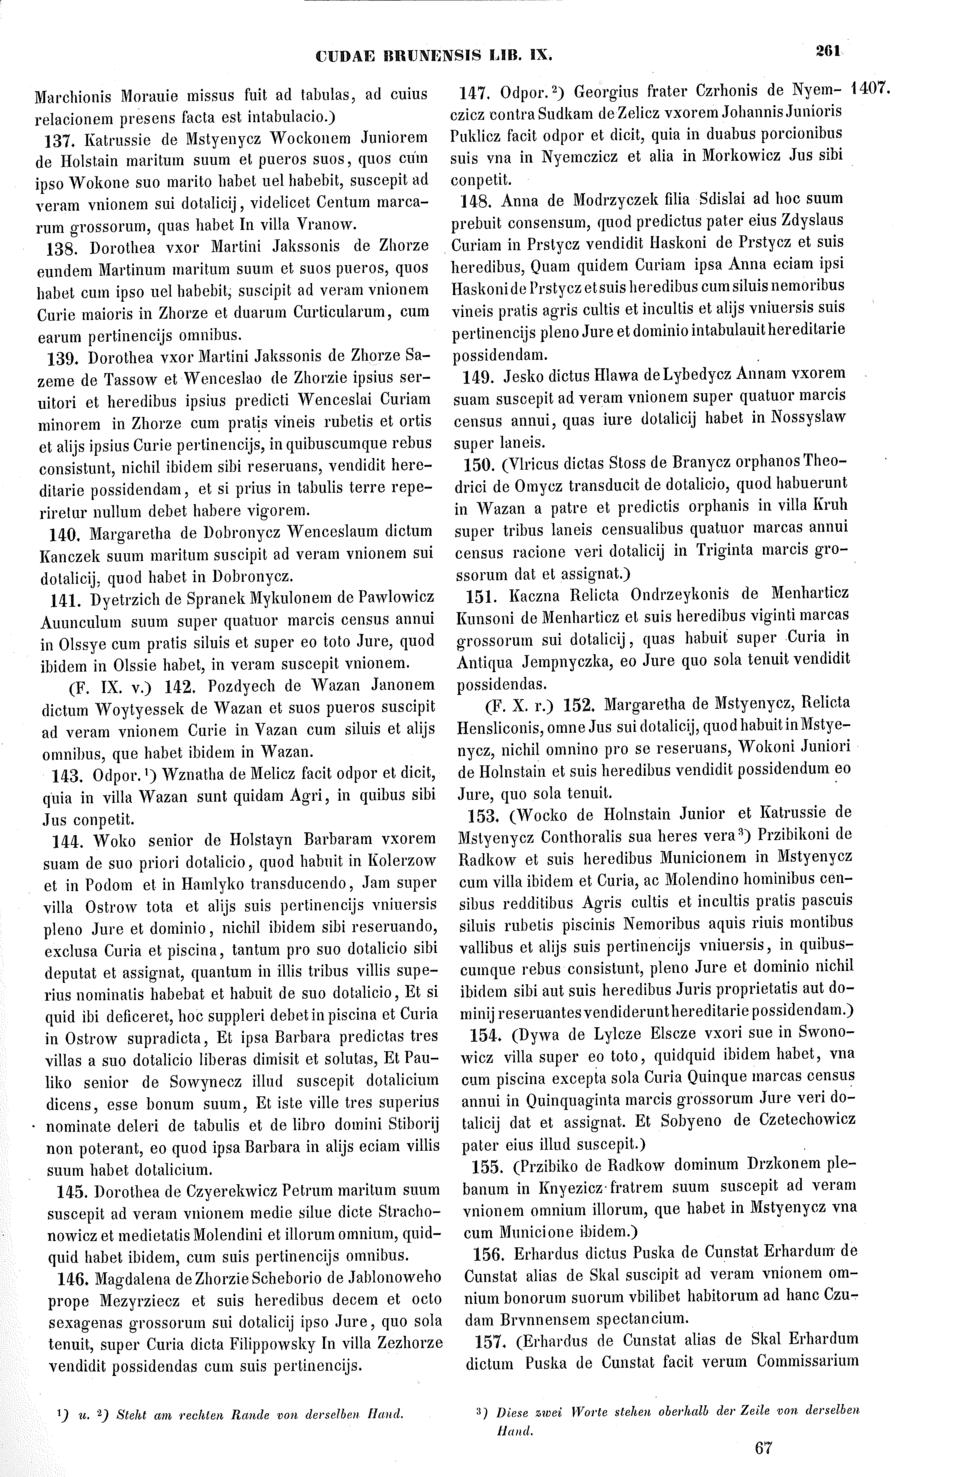 CUDAE BRUNENSIS LIB. IX.
261
Marchionis Morauie missus fuit ad tabulas, ad cuius
relacionem presens facta est intabulacio.)
137. Katrussie de Mstyenycz Wockonem Juniorem
de Holstain maritum suum et pueros suos, quos cum
ipso Wokone suo marito habet uel habebit, suscepit ad
veram vnionem sui dotalicij, videlicet Centum marca-
rum grossorum, quas habet In villa Vranow.
138. Dorothea vxor Martini Jakssonis de Zhorze
eundem Martinum maritum suum et suos pueros, quos
habet cum ipso uel habebit, suscipit ad veram vnionem
Curie maioris in Zhorze et duarum Curticularum, cum
earum pertinencijs omnibus.
139. Dorothea vxor Martini Jakssonis de Zhorze Sa-
zeme de Tassow et Wenceslao de Zhorzie ipsius ser-
uitori et heredibus ipsius predicti Wenceslai Curiam
minorem in Zhorze cum pratis vineis rubetis et ortis
et alijs ipsius Curie pertinencijs, in quibuscumque rebus
consistunt, nichil ibidem sibi reseruans, vendidit here-
ditarie possidendam, et si prius in tabulis terre repe-
riretur nullum debet habere vigorem.
140. Margaretha de Dobronycz Wenceslaum dictum
Kanczek suum maritum suscipit ad veram vnionem sui
dotalicij, quod habet in Dobronycz.
141. Dyetrzich de Spranek Mykulonem de Pawlowicz
Auunculum suum super quatuor marcis census annui
in Olssye cum pratis siluis et super eo toto Jure, quod
ibidem in Olssie habet, in veram suscepit vnionem.
(F. IX. v.) 142. Pozdyech de Wazan Janonem
dictum Woytyessek de Wazan et suos pueros suscipit
ad veram vnionem Curie in Vazan cum siluis et alijs
omnibus, que habet ibidem in Wazan.
143. Odpor. ¹) Wznatha de Melicz facit odpor et dicit,
quia in villa Wazan sunt quidam Agri, in quibus sibi
Jus conpetit.
144. Woko senior de Holstayn Barbaram vxorem
suam de suo priori dotalicio, quod habuit in Kolerzow
et in Podom et in Hamlyko transducendo, Jam super
villa Ostrow tota et alijs suis pertinencijs vniuersis
pleno Jure et dominio, nichil ibidem sibi reseruando,
exclusa Curia et piscina, tantum pro suo dotalicio sibi
deputat et assignat, quantum in illis tribus villis supe-
rius nominatis habebat et habuit de suo dotalicio, Et si
quid ibi deficeret, hoc suppleri debet in piscina et Curia
in Ostrow supradicta, Et ipsa Barbara predictas tres
villas a suo dotalicio liberas dimisit et solutas, Et Pau-
liko senior de Sowynecz illud suscepit dotalicium
dicens, esse bonum suum, Et iste ville tres superius
nominate deleri de tabulis et de libro domini Stiborij
non poterant, eo quod ipsa Barbara in alijs eciam villis
suum habet dotalicium.
145. Dorothea de Czyerekwicz Petrum maritum suum
suscepit ad veram vnionem medie silue dicte Stracho-
nowicz et medietatis Molendini et illorum omnium, quid-
quid habet ibidem, cum suis pertinencijs omnibus.
146. Magdalena de Zhorzie Scheborio de Jablonoweho
prope Mezyrziecz et suis heredibus decem et octo
sexagenas grossorum sui dotalicij ipso Jure, quo sola
tenuit, super Curia dicta Filippowsky In villa Zezhorze
vendidit possidendas cum suis pertinencijs.
147. Odpor. ²) Georgius frater Czrhonis de Nyem-
1407.
czicz contra Sudkam de Zelicz vxorem Johannis Junioris
Puklicz facit odpor et dicit, quia in duabus porcionibus
suis vna in Nyemczicz et alia in Morkowicz Jus sibi
conpetit.
148. Anna de Modrzyczek filia Sdislai ad hoc suum
prebuit consensum, quod predictus pater eius Zdyslaus
Curiam in Prstycz vendidit Haskoni de Prstycz et suis
heredibus, Quam quidem Curiam ipsa Anna eciam ipsi
Haskoni de Prstycz et suis heredibus cum siluis nemoribus
vineis pratis agris cultis et incultis et alijs vniuersis suis
pertinencijs pleno Jure et dominio intabulauit hereditarie
possidendam.
149. Jesko dictus Hlawa de Lybedycz Annam vxorem
suam suscepit ad veram vnionem super quatuor marcis
census annui, quas iure dotalicij habet in Nossyslaw
super laneis.
150. (Vlricus dictas Stoss de Branycz orphanos Theo-
drici de Omycz transducit de dotalicio, quod habuerunt
in Wazan a patre et predictis orphanis in villa Kruh
super tribus laneis censualibus quatuor marcas annui
census racione veri dotalicij in Triginta marcis gro-
ssorum dat et assignat.)
151. Kaczna Relicta Ondrzeykonis de Menharticz
Kunsoni de Menharticz et suis heredibus viginti marcas
grossorum sui dotalicij, quas habuit super Curia in
Antiqua Jempnyczka, eo Jure quo sola tenuit vendidit
possidendas.
(F. X. r.) 152. Margaretha de Mstyenycz, Relicta
Hensliconis, omne Jus sui dotalicij, quod habuit in Mstye-
nycz, nichil omnino pro se reseruans, Wokoni Juniori
de Holnstain et suis heredibus vendidit possidendum eo
Jure, quo sola tenuit.
153. (Wocko de Holnstain Junior et Katrussie de
Mstyenycz Conthoralis sua heres vera ³) Przibikoni de
Radkow et suis heredibus Municionem in Mstyenycz
cum villa ibidem et Curia, ac Molendino hominibus cen-
sibus redditibus Agris cultis et incultis pratis pascuis
siluis rubetis piscinis Nemoribus aquis riuis montibus
vallibus et alijs suis pertinencijs vniuersis, in quibus-
cumque rebus consistunt, pleno Jure et dominio nichil
ibidem sibi aut suis heredibus Juris proprietatis aut do-
minij reseruantes vendiderunt hereditarie possidendam.)
154. (Dywa de Lylcze Elscze vxori sue in Swono-
wicz villa super eo toto, quidquid ibidem habet, vna
cum piscina excepta sola Curia Quinque marcas census
annui in Quinquaginta marcis grossorum Jure veri do-
talicij dat et assignat. Et Sobyeno de Czetechowicz
pater eius illud suscepit.)
155. (Przibiko de Radkow dominum Drzkonem ple-
banum in Knyezicz fratrem suum suscepit ad veram
vnionem omnium illorum, que habet in Mstyenycz vna
cum Municione ibidem.)
156. Erhardus dictus Puska de Cunstat Erhardum de
Cunstat alias de Skal suscipit ad veram vnionem om-
nium bonorum suorum vbilibet habitorum ad hanc Czu-
dam Brvnnensem spectancium.
157. (Erhardus de Cunstat alias de Skal Erhardum
dictum Puska de Cunstat facit verum Commissarium
¹) u. ²) Steht am rechten Rande von derselben Hand.
³) Diese zwei Worte stehen oberhalb der Zeile von derselben
Hand.
67